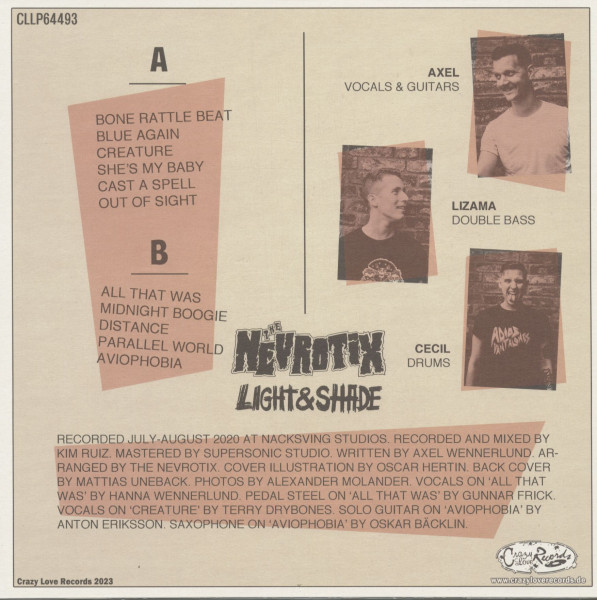 CLLP64493
A
BONE RATTLE BEAT
BLUE AGAIN
CREATURE
SHE'S MY BABY
CAST A SPELL
OUT OF SIGHT
B
ALL THAT WAS
MIDNIGHT BOOGIE
DISTANCE
PARALLEL WORLD
AVIOPHOBIA
AXEL
VOCALS & GUITARS
LIZAMA
DOUBLE BASS
CECIL
DRUMS
THE
NEVROTIX
LIGHT & SHADE
RECORDED JULY-AUGUST 2020 AT NACKSVING STUDIOS. RECORDED AND MIXED BY
KIM RUIZ. MASTERED BY SUPERSONIC STUDIO. WRITTEN BY AXEL WENNERLUND. AR-
RANGED BY THE NEVROTIX. COVER ILLUSTRATION BY OSCAR HERTIN. BACK COVER
BY MATTIAS UNEBACK. PHOTOS BY ALEXANDER MOLANDER. VOCALS ON 'ALL THAT
WAS' BY HANNA WENNERLUND. PEDAL STEEL ON 'ALL THAT WAS' BY GUNNAR FRICK.
VOCALS ON 'CREATURE' BY TERRY DRYBONES. SOLO GUITAR ON 'AVIOPHOBIA' BY
ANTON ERIKSSON. SAXOPHONE ON 'AVIOPHOBIA' BY OSKAR BÄCKLIN.
Crazy Love Records
www.crazyloverecords.de
Crazy Love Records 2023